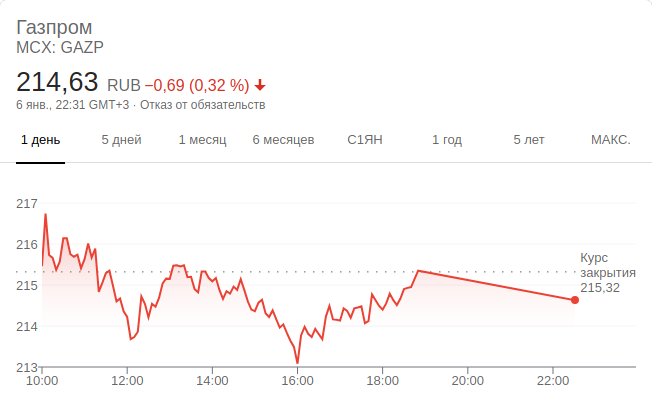 Газпром
MCX: GAZP
214,63 RUB −0,69 (0,32 %)
6 янв., 22:31 GMT+3 · Отказ от обязательств
1 день 5 дней 1 месяц 6 месяцев С1ЯН 1 год 5 лет МАКС.
217
216
215
214
213
Курс
закрытия
215,32
10:00 12:00 14:00 16:00 18:00 20:00 22:00